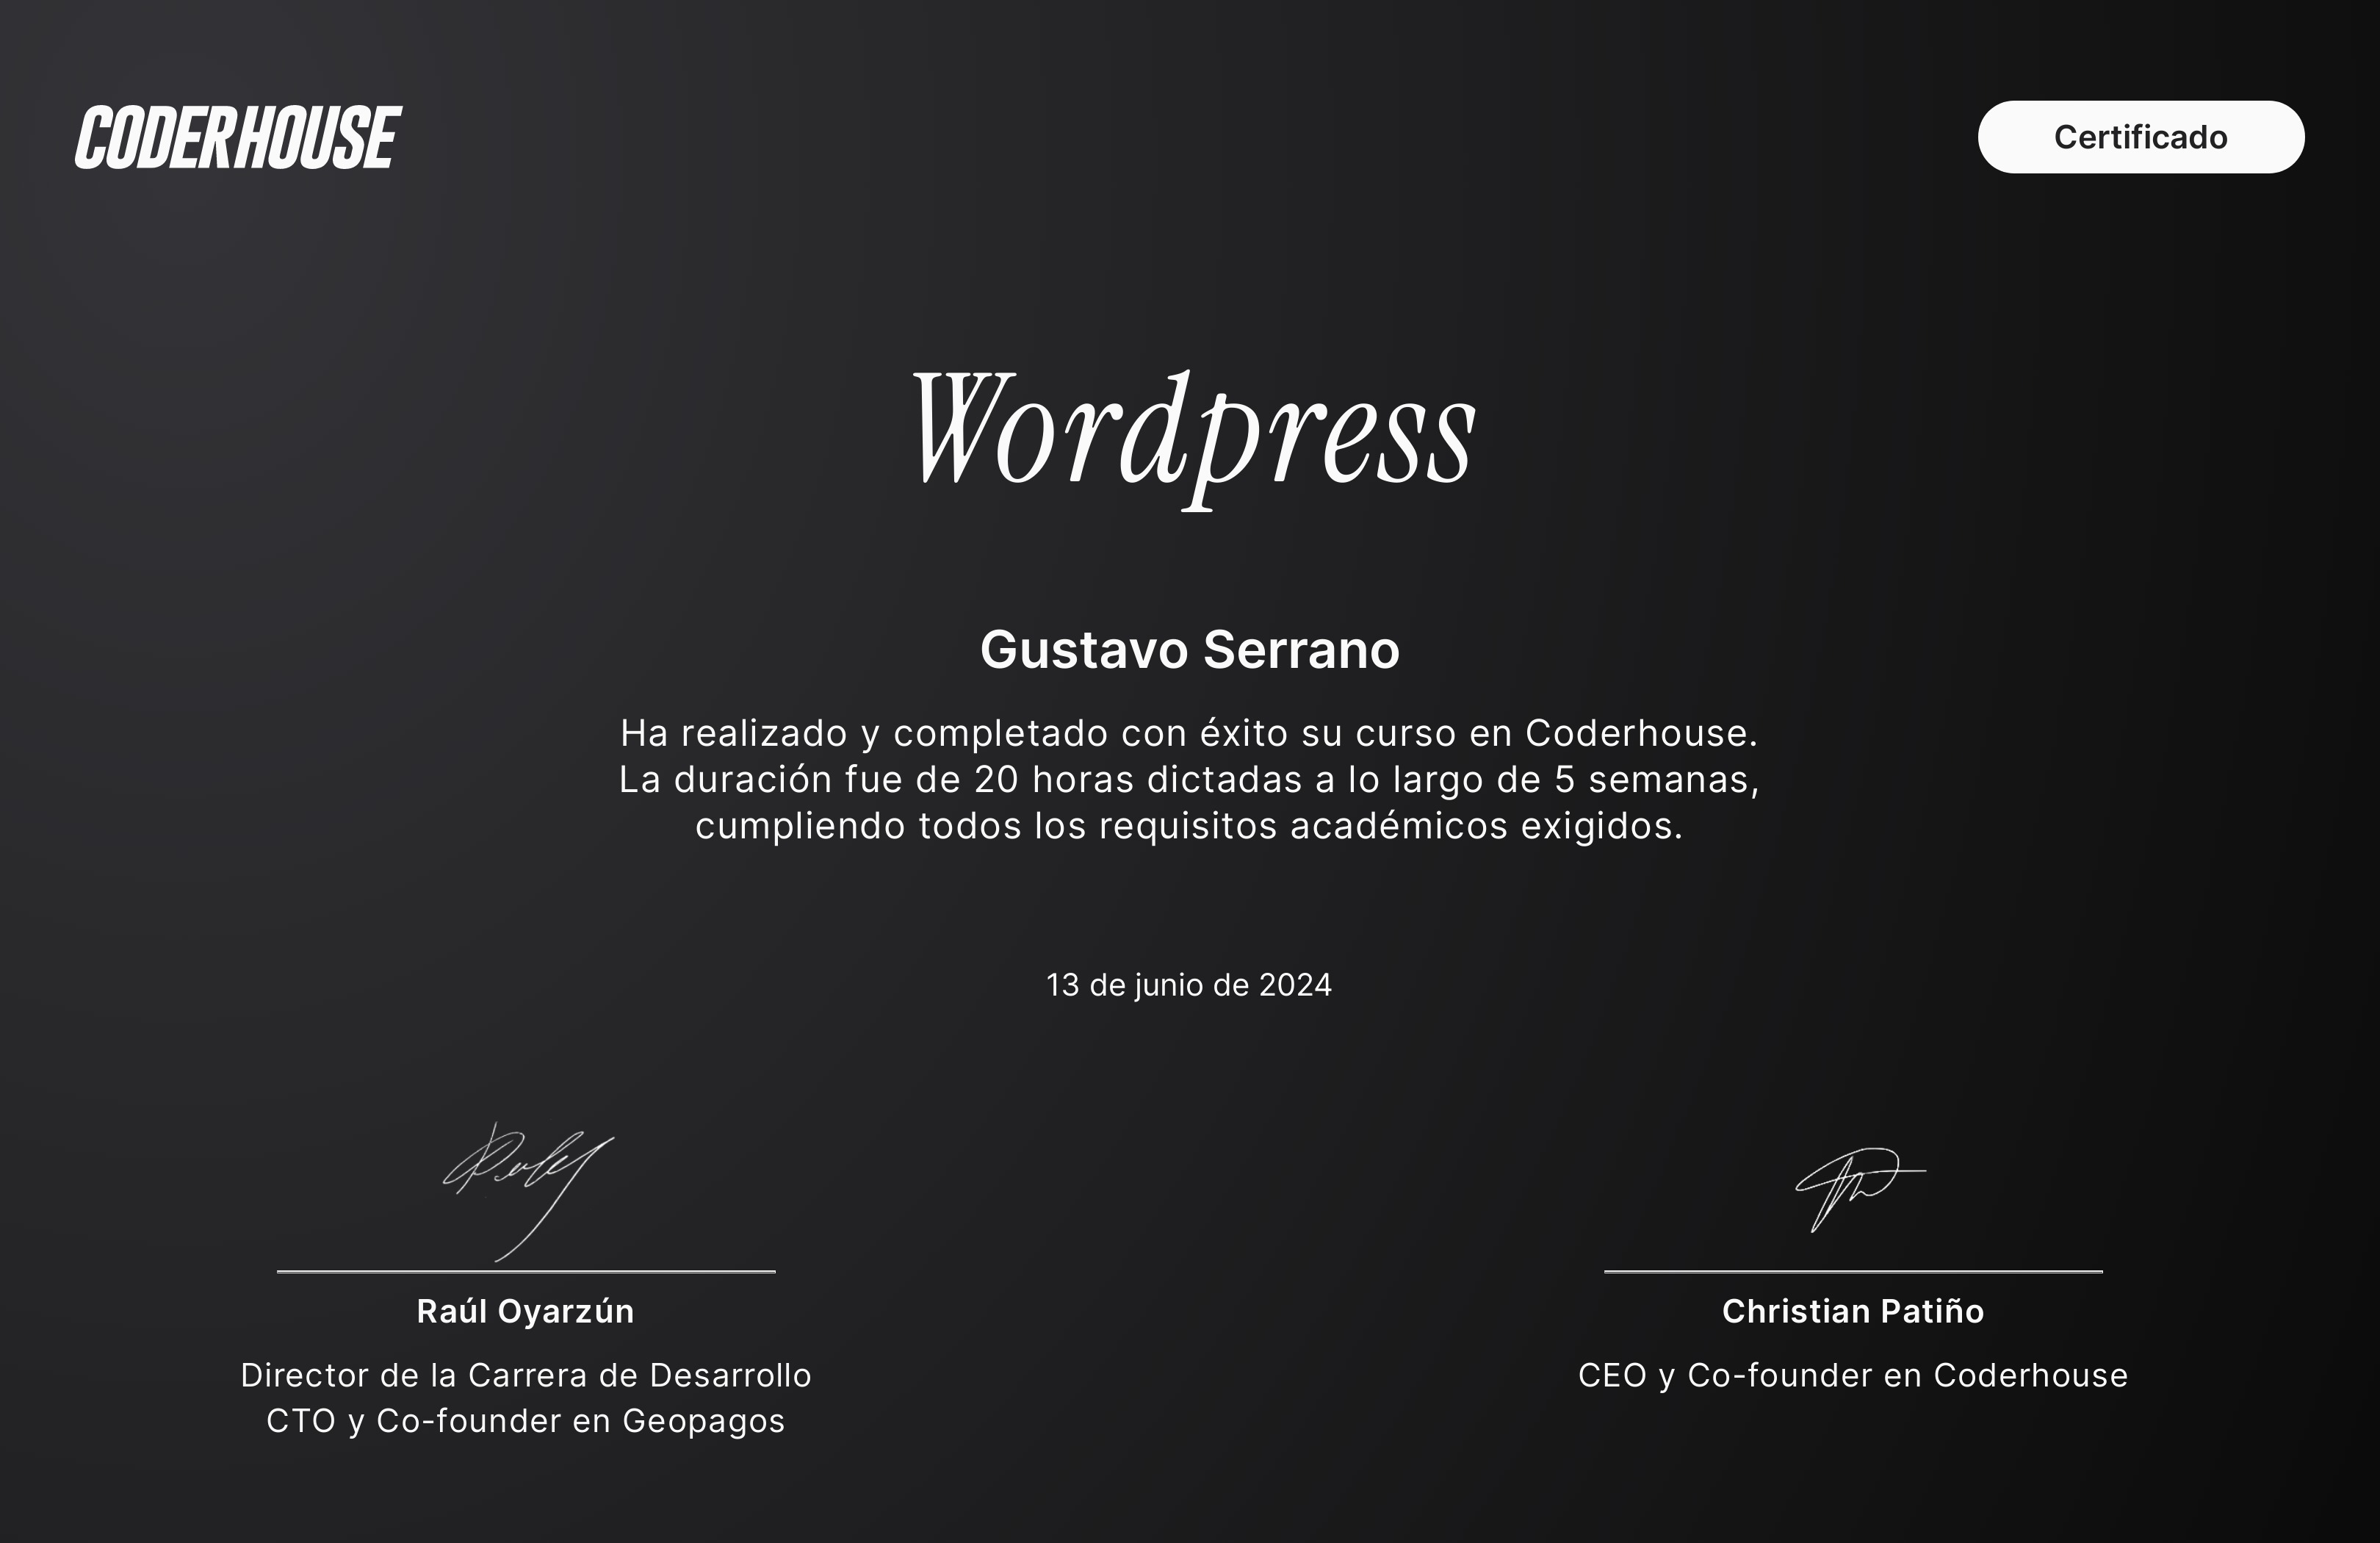 CODERHOUSE
Certificado
Wordpress
Gustavo Serrano
Ha realizado y completado con éxito su curso en Coderhouse.
La duración fue de 20 horas dictadas a lo largo de 5 semanas,
cumpliendo todos los requisitos académicos exigidos.
13 de junio de 2024
Raúl Oyarzún
Director de la Carrera de Desarrollo
CTO y Co-founder en Geopagos
Christian Patiño
CEO y Co-founder en Coderhouse